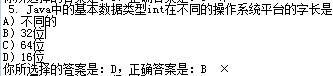 5. Java中的基本数据类型int在不同的操作系统平台的字长是
A）不同的
B）32位
C）64位
D）16位
你所选择的答案是：D，正确答案是：B ×